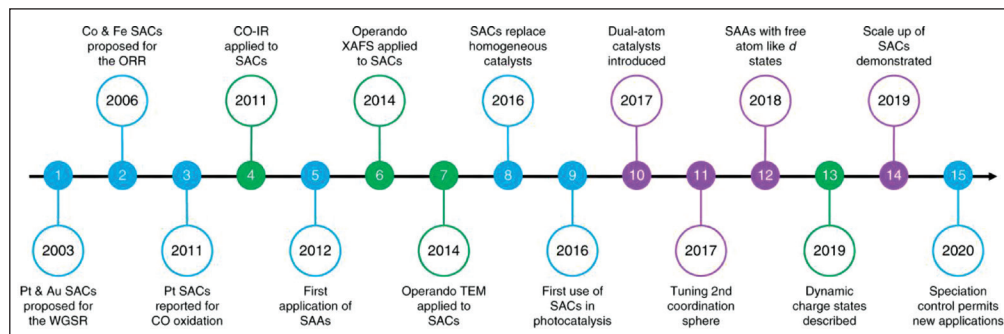 Co & Fe SACs
proposed for
the ORR
2006
CO-IR
applied to
SACs
2011
Operando
XAFS applied
to SACs
2014
SACs replace
homogeneous
catalysts
2016
Dual-atom
catalysts
introduced
2017
SAAs with free
atom like d
states
2018
Scale up of
SACs
demonstrated
2019
1 2 3 4 5 6 7 8 9 10 11 12 13 14 15
2003
Pt & Au SACs
proposed for
the WGSR
2011
Pt SACs
reported for
CO oxidation
2012
First
application of
SAAs
2014
Operando TEM
applied to
SACs
2016
First use of
SACs in
photocatalysis
2017
Tuning 2nd
coordination
sphere
2019
Dynamic
charge states
described
2020
Speciation
control permits
new applications